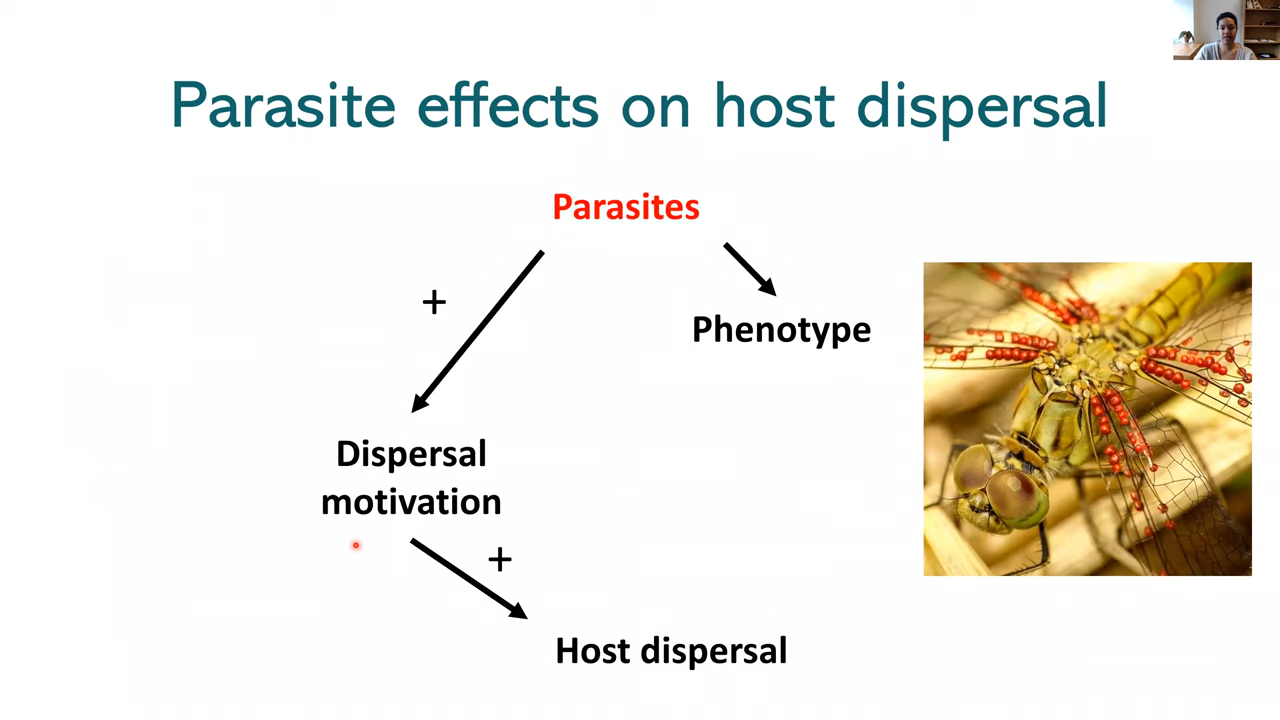 Parasite effects on host dispersal
Parasites
+
Phenotype
Dispersal
motivation
+
Host dispersal